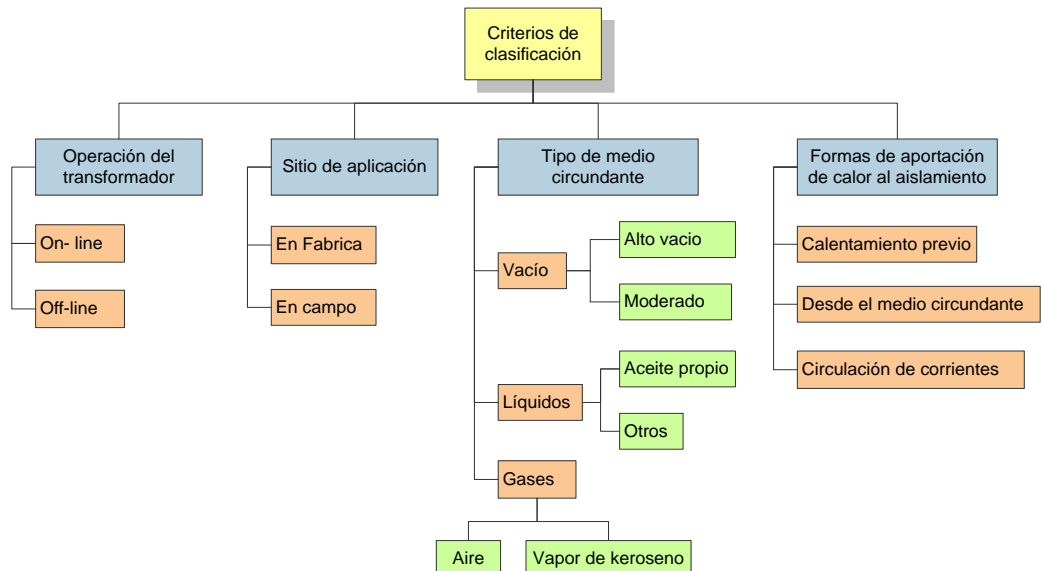 Criterios de
clasificación
Operación del
transformador
On- line
Off-line
Sitio de aplicación
En Fabrica
En campo
Tipo de medio
circundante
Vacío
Alto vacio
Moderado
Líquidos
Aceite propio
Otros
Gases
Aire
Vapor de keroseno
Formas de aportación
de calor al aislamiento
Calentamiento previo
Desde el medio circundante
Circulación de corrientes